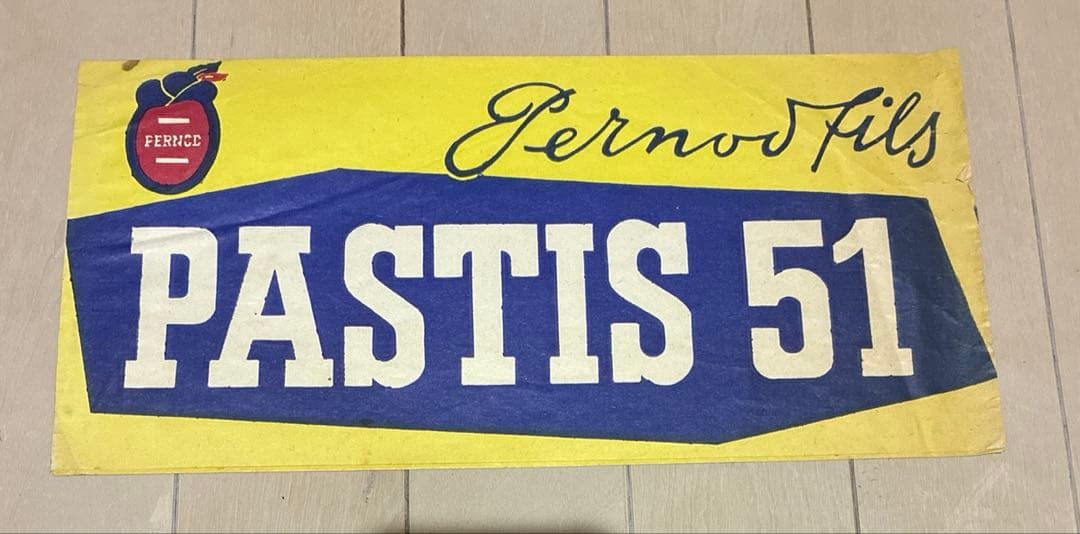 PERNOD
Pernod Fils
PASTIS 51